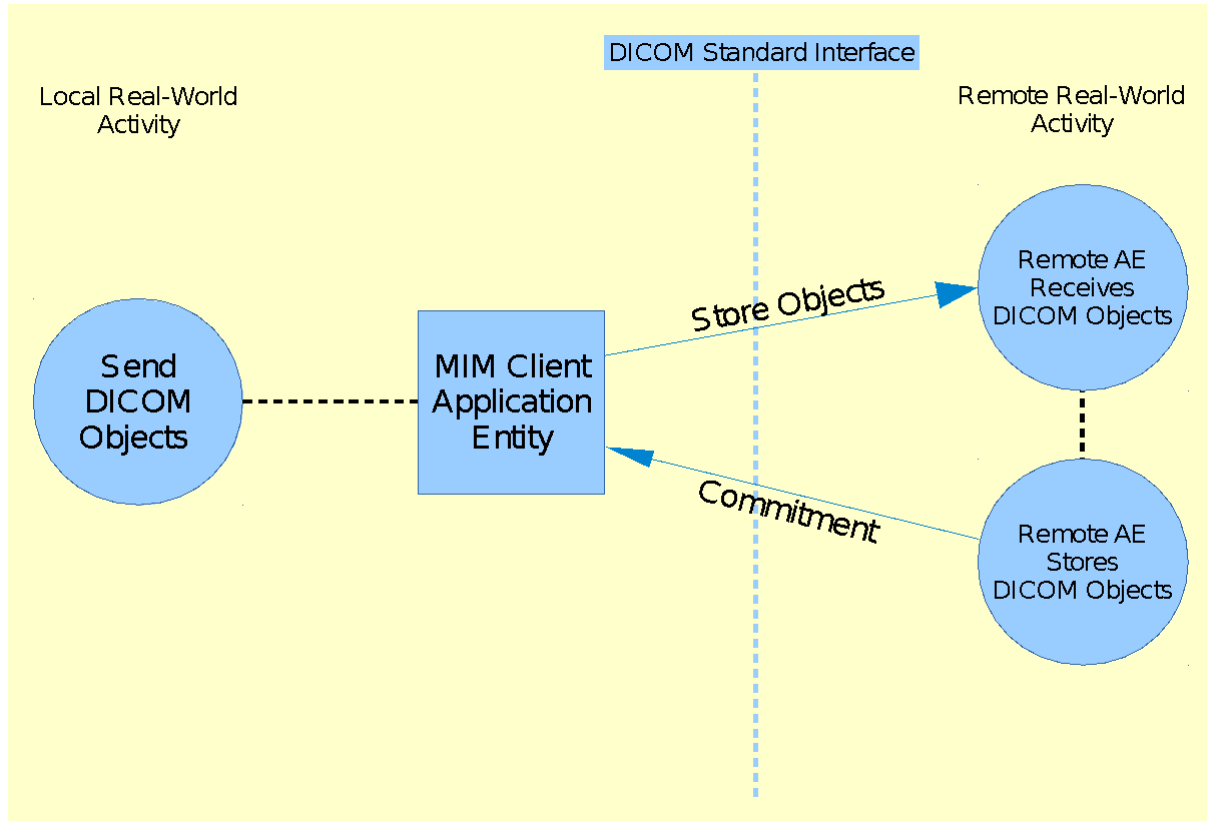 DICOM Standard Interface
Local Real-World
Activity
Remote Real-World
Activity
Send
DICOM
Objects
MIM Client
Application
Entity
Store Objects
Commitment
Remote AE
Receives
DICOM Objects
Remote AE
Stores
DICOM Objects